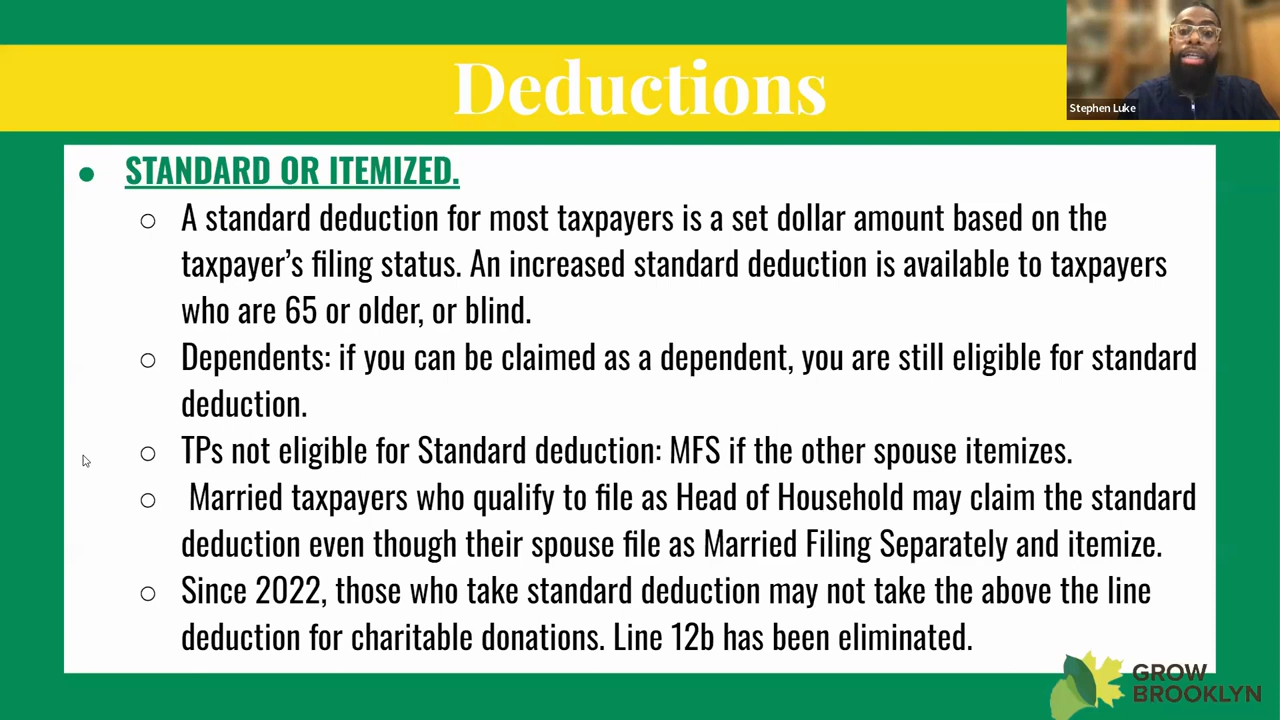 Deductions
Stephen Luke
● STANDARD OR ITEMIZED.
○ A standard deduction for most taxpayers is a set dollar amount based on the
taxpayer’s filing status. An increased standard deduction is available to taxpayers
who are 65 or older, or blind.
○ Dependents: if you can be claimed as a dependent, you are still eligible for standard
deduction.
○ TPs not eligible for Standard deduction: MFS if the other spouse itemizes.
○ Married taxpayers who qualify to file as Head of Household may claim the standard
deduction even though their spouse file as Married Filing Separately and itemize.
○ Since 2022, those who take standard deduction may not take the above the line
deduction for charitable donations. Line 12b has been eliminated.
GROW
BROOKLYN